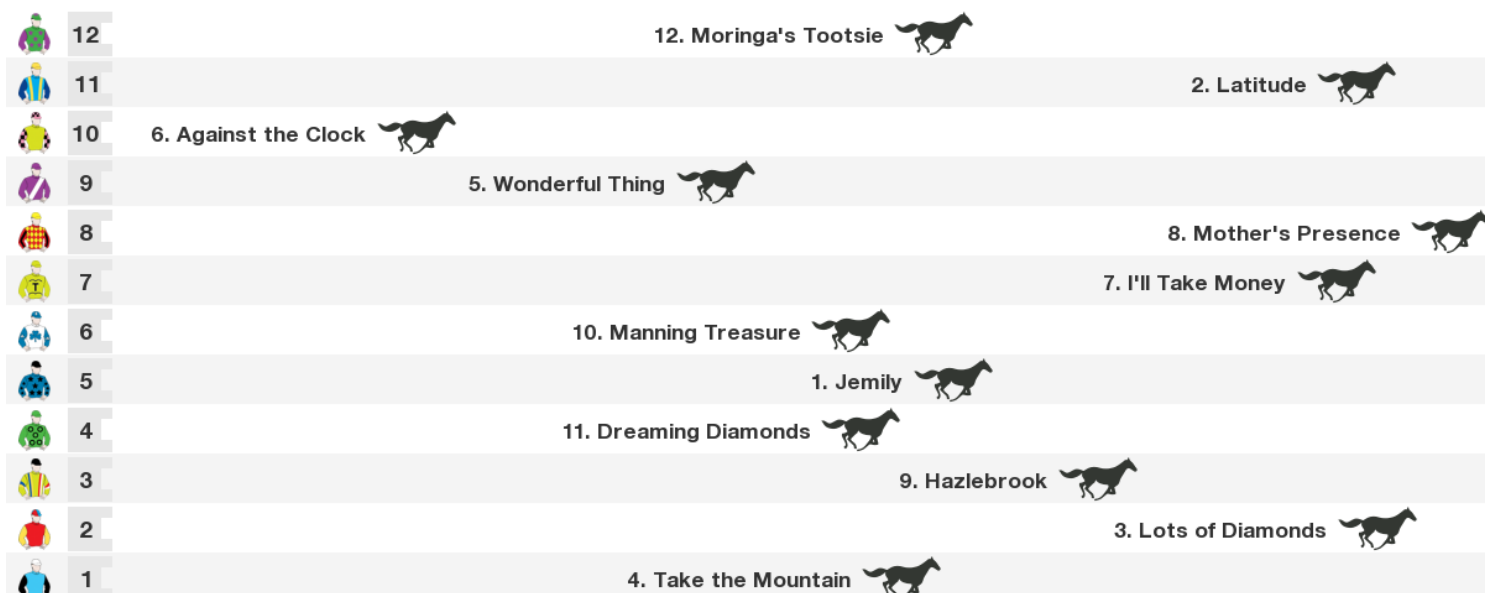 12 12. Moringa's Tootsie
11 2. Latitude
10 6. Against the Clock
9 5. Wonderful Thing
8 8. Mother's Presence
7 7. I'll Take Money
T
6 10. Manning Treasure
5 1. Jemily
4 11. Dreaming Diamonds
3 9. Hazlebrook
2 3. Lots of Diamonds
1 4. Take the Mountain